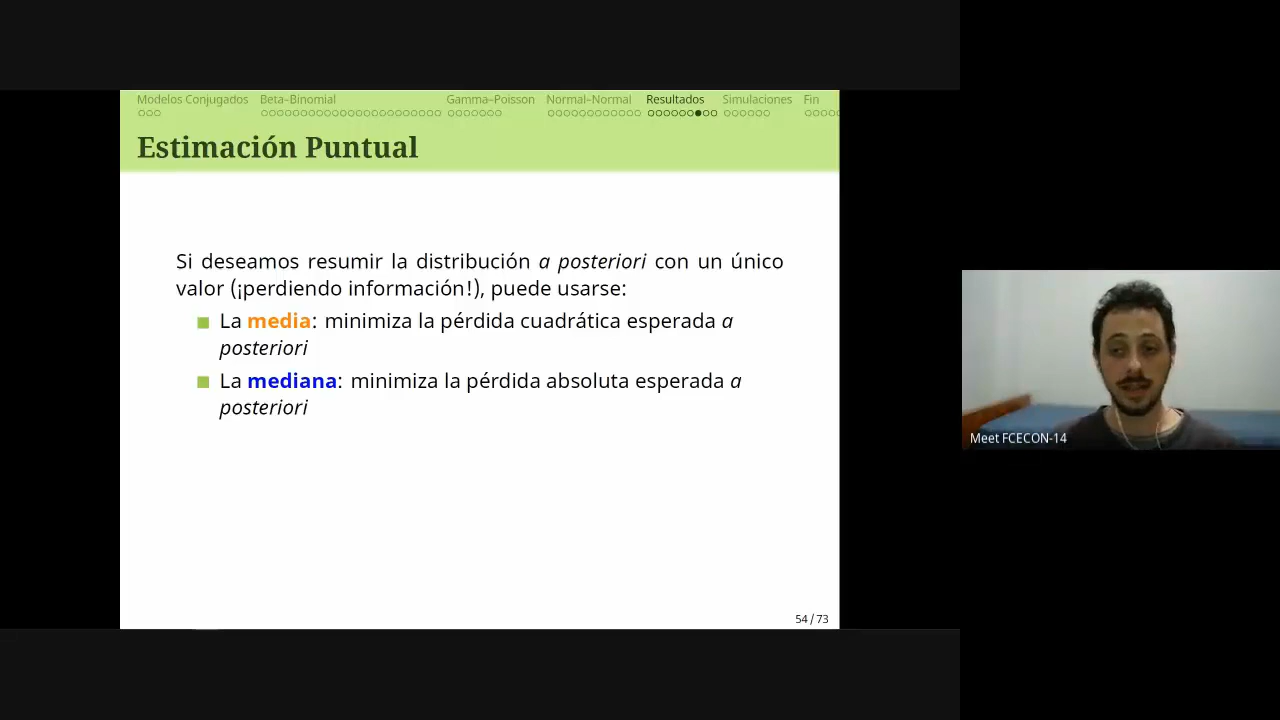 Modelos Conjugados Beta–Binomial Gamma–Poisson Normal–Normal Resultados Simulaciones Fin
Estimación Puntual
Si deseamos resumir la distribución a posteriori con un único
valor (¡perdiendo información!), puede usarse:
La media: minimiza la pérdida cuadrática esperada a
posteriori
La mediana: minimiza la pérdida absoluta esperada a
posteriori
54 / 73
Meet FCECON-14